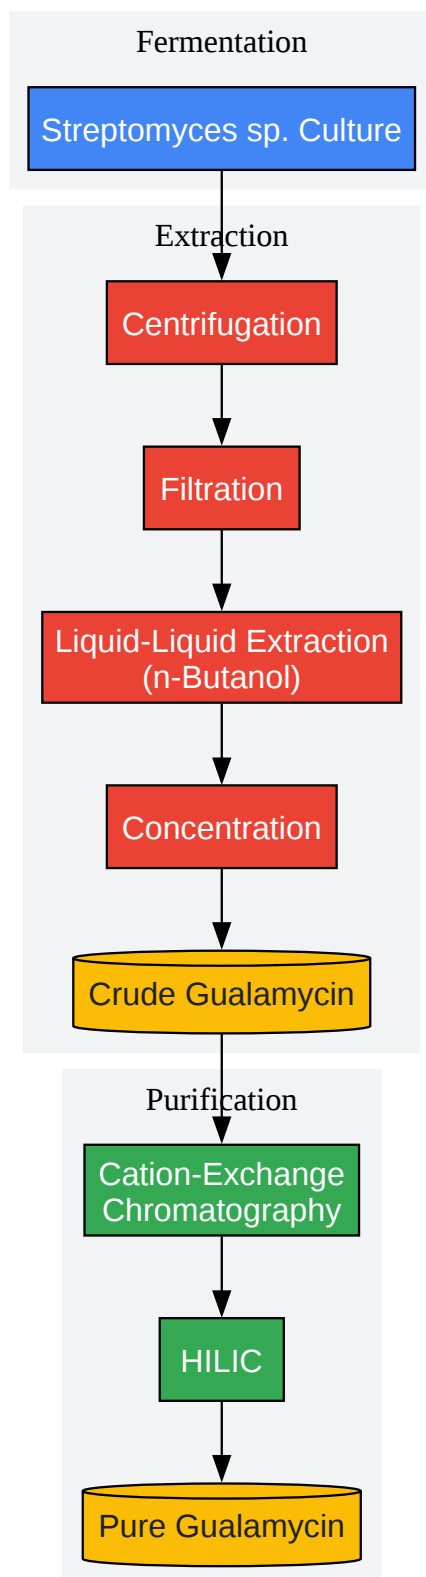 Fermentation
Streptomyces sp. Culture
Extraction
Centrifugation
Filtration
Liquid-Liquid Extraction
(n-Butanol)
Concentration
Crude Gualamycin
Purification
Cation-Exchange
Chromatography
HILIC
Pure Gualamycin